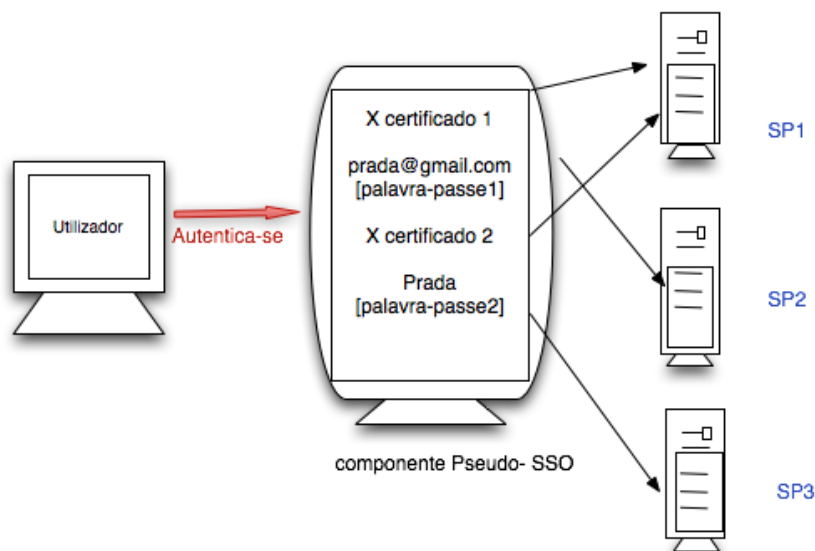 Utilizador
Autentica-se
X certificado 1
prada@gmail.com
[palavra-passe1]
X certificado 2
Prada
[palavra-passe2]
componente Pseudo- SSO
SP1
SP2
SP3